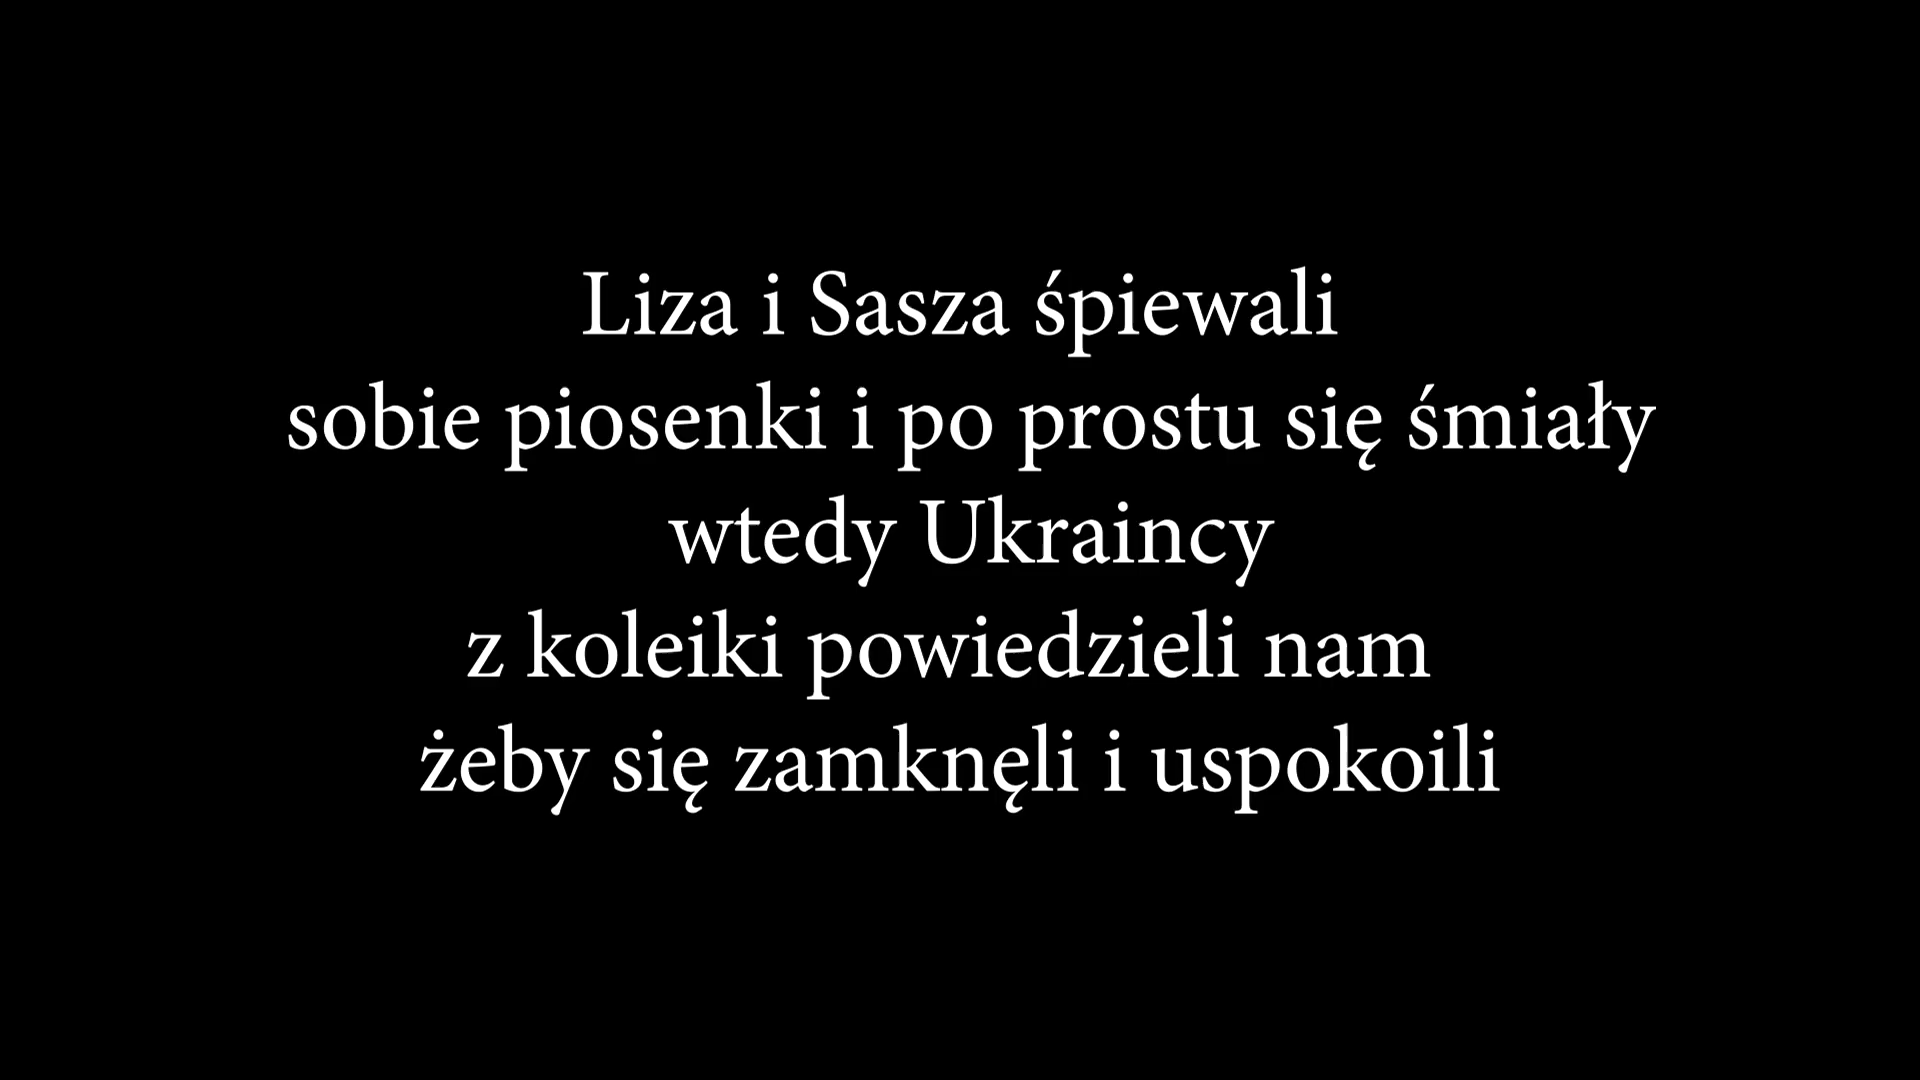 Liza i Sasza śpiewali
sobie piosenki i po prostu się śmiały
wtedy Ukraincy
z koleiki powiedzieli nam
żeby się zamknęli i uspokoili